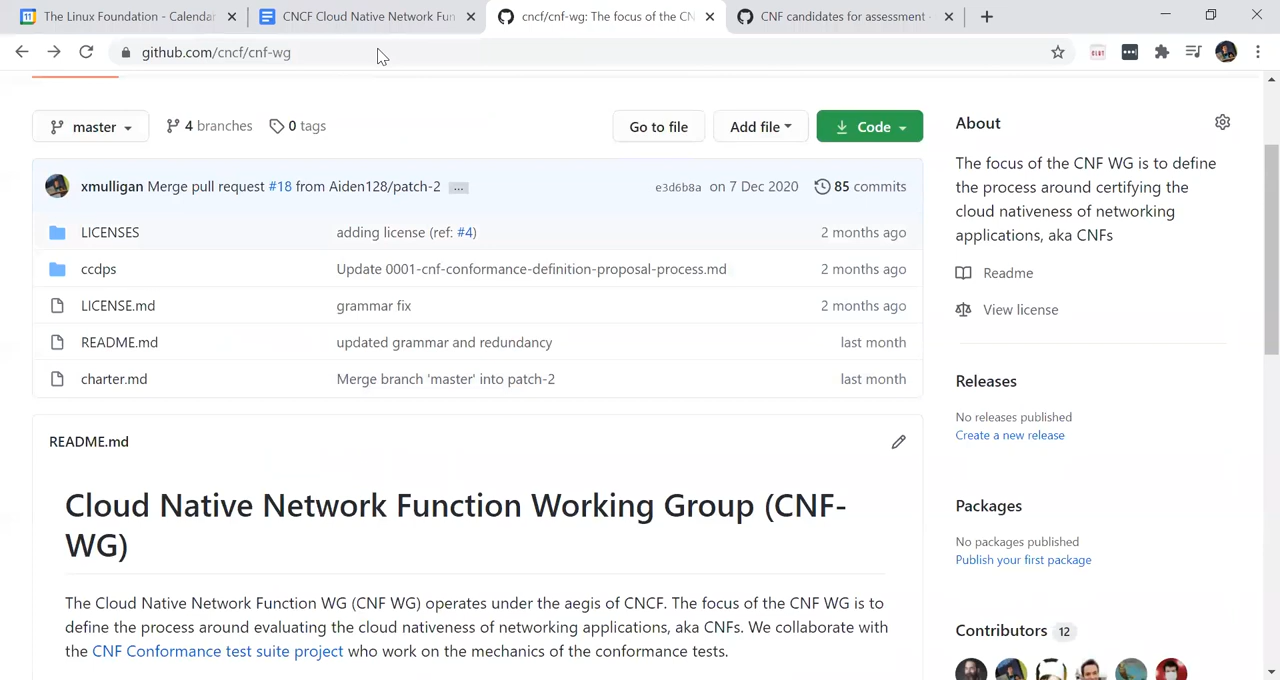 The Linux Foundation - Calendar
CNCF Cloud Native Network Fun
cncf/cnf-wg: The focus of the CN
CNF candidates for assessment ·
github.com/cncf/cnf-wg
master
4 branches
0 tags
Go to file
Add file
Code
xmulligan Merge pull request #18 from Aiden128/patch-2 ...
e3d6b8a on 7 Dec 2020
85 commits
LICENSES adding license (ref: #4) 2 months ago
ccdps Update 0001-cnf-conformance-definition-proposal-process.md 2 months ago
LICENSE.md grammar fix 2 months ago
README.md updated grammar and redundancy last month
charter.md Merge branch 'master' into patch-2 last month
README.md
Cloud Native Network Function Working Group (CNF-
WG)
The Cloud Native Network Function WG (CNF WG) operates under the aegis of CNCF. The focus of the CNF WG is to
define the process around evaluating the cloud nativeness of networking applications, aka CNFs. We collaborate with
the CNF Conformance test suite project who work on the mechanics of the conformance tests.
About
The focus of the CNF WG is to define
the process around certifying the
cloud nativeness of networking
applications, aka CNFs
Readme
View license
Releases
No releases published
Create a new release
Packages
No packages published
Publish your first package
Contributors 12